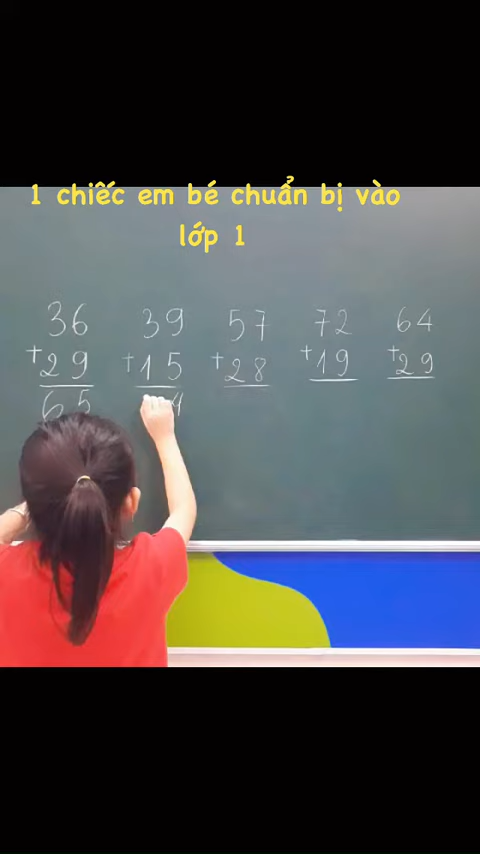 1 chiếc em bé chuẩn bị vào
lớp 1
36 39 57 72 64
+29 +15 +28 +19 +29
65 4